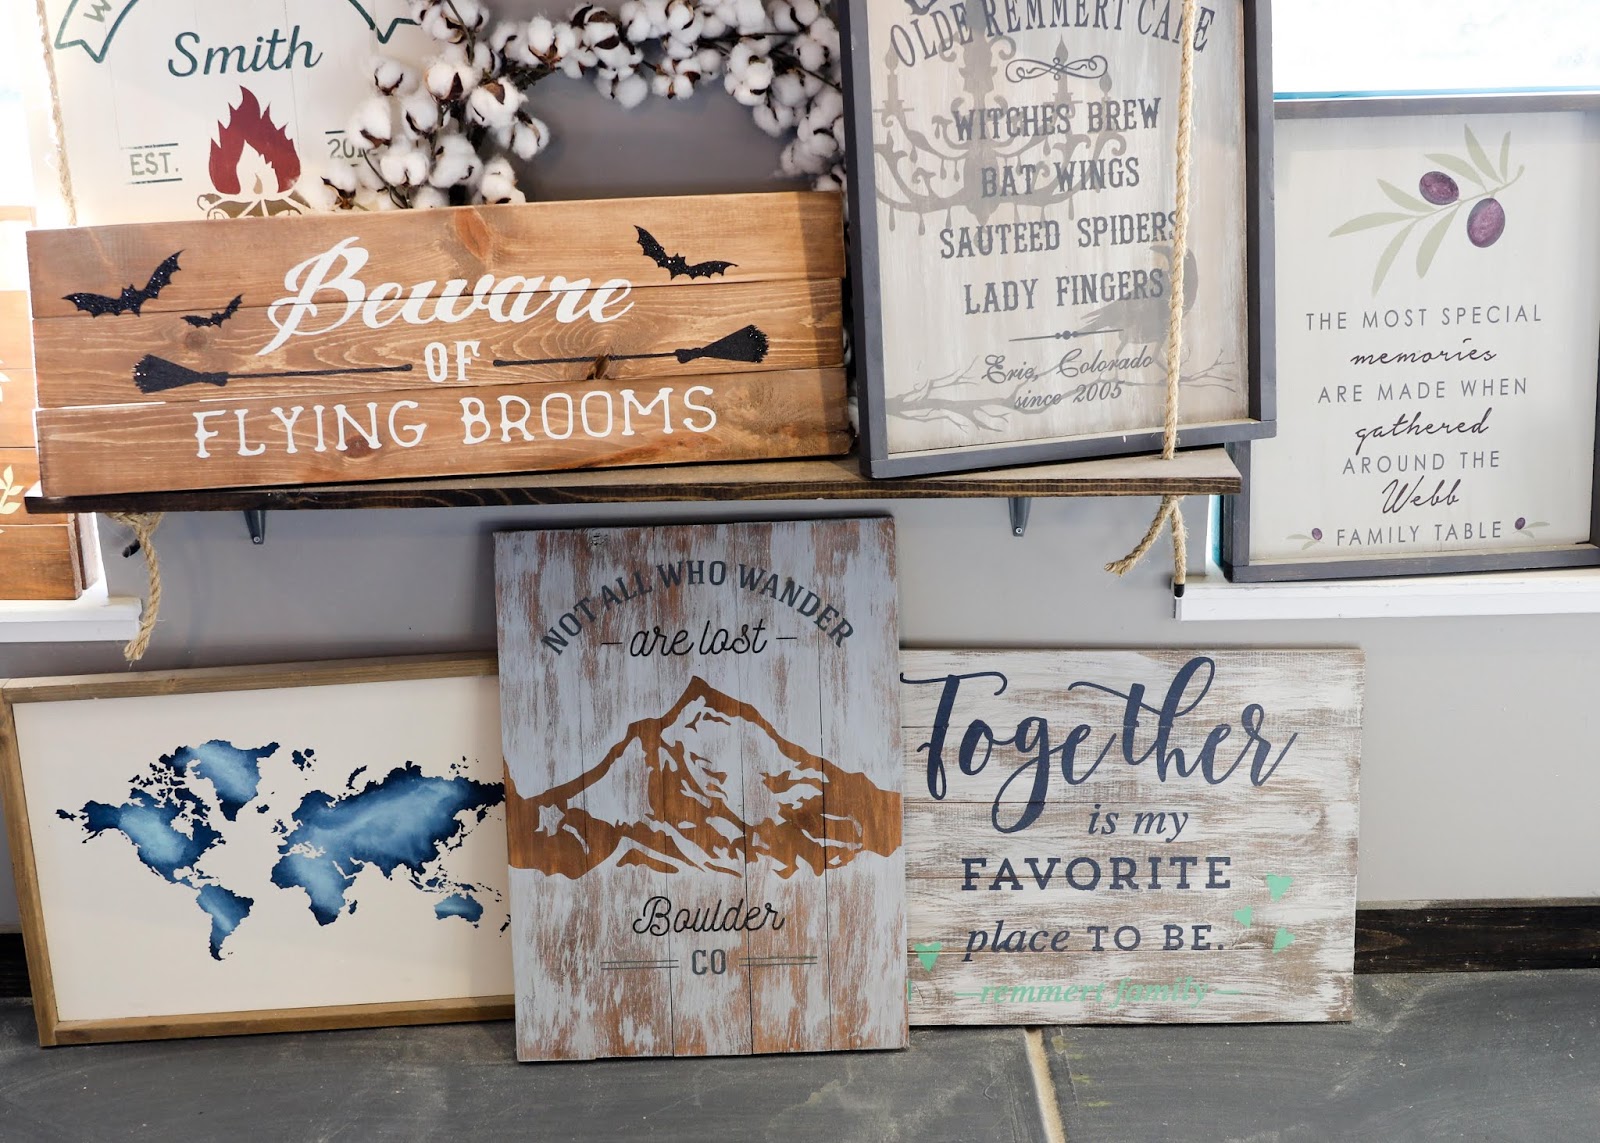 Smith
EST.
Beware
OF
FLYING BROOMS
OLDE REMMERT CAFE
WITCHES BREW
BAT WINGS
SAUTEED SPIDERS
LADY FINGERS
Erie, Colorado
since 2005
THE MOST SPECIAL
memories
ARE MADE WHEN
gathered
AROUND THE
Webb
FAMILY TABLE
NOT ALL WHO WANDER
are lost
Boulder
CO
Together
is my
FAVORITE
place TO BE.
remmert family